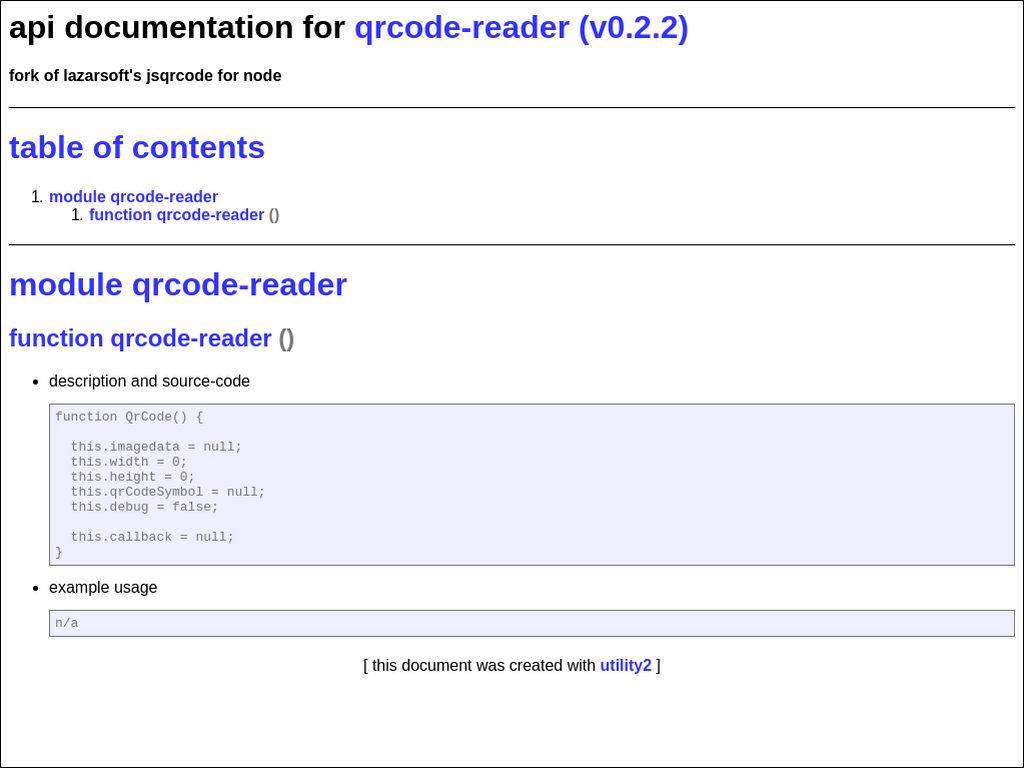 api documentation for qrcode-reader (v0.2.2)
fork of lazarsoft's jsqrcode for node
table of contents
1. module qrcode-reader
1. function qrcode-reader ()
module qrcode-reader
function qrcode-reader ()
• description and source-code
function QrCode() {
  this.imagedata = null;
  this.width = 0;
  this.height = 0;
  this.qrCodeSymbol = null;
  this.debug = false;
  this.callback = null;
}
• example usage
n/a
[ this document was created with utility2 ]